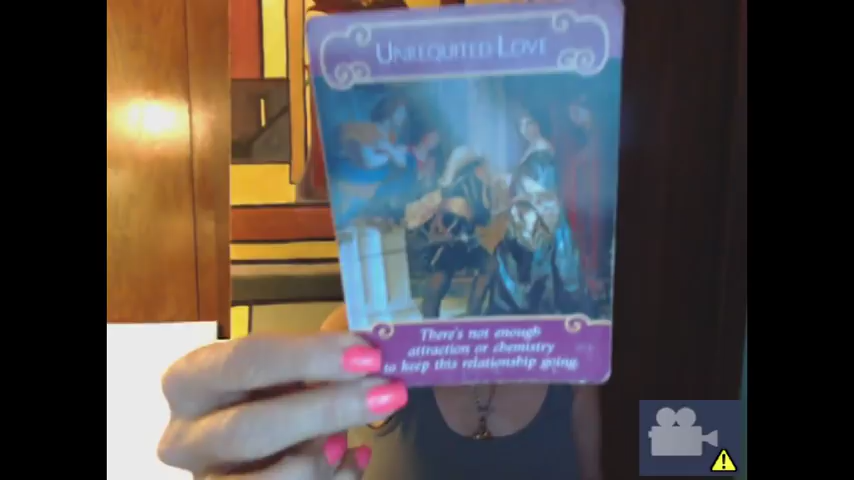 UNREQUITED LOVE
There's not enough
attraction or chemistry
to keep this relationship going.